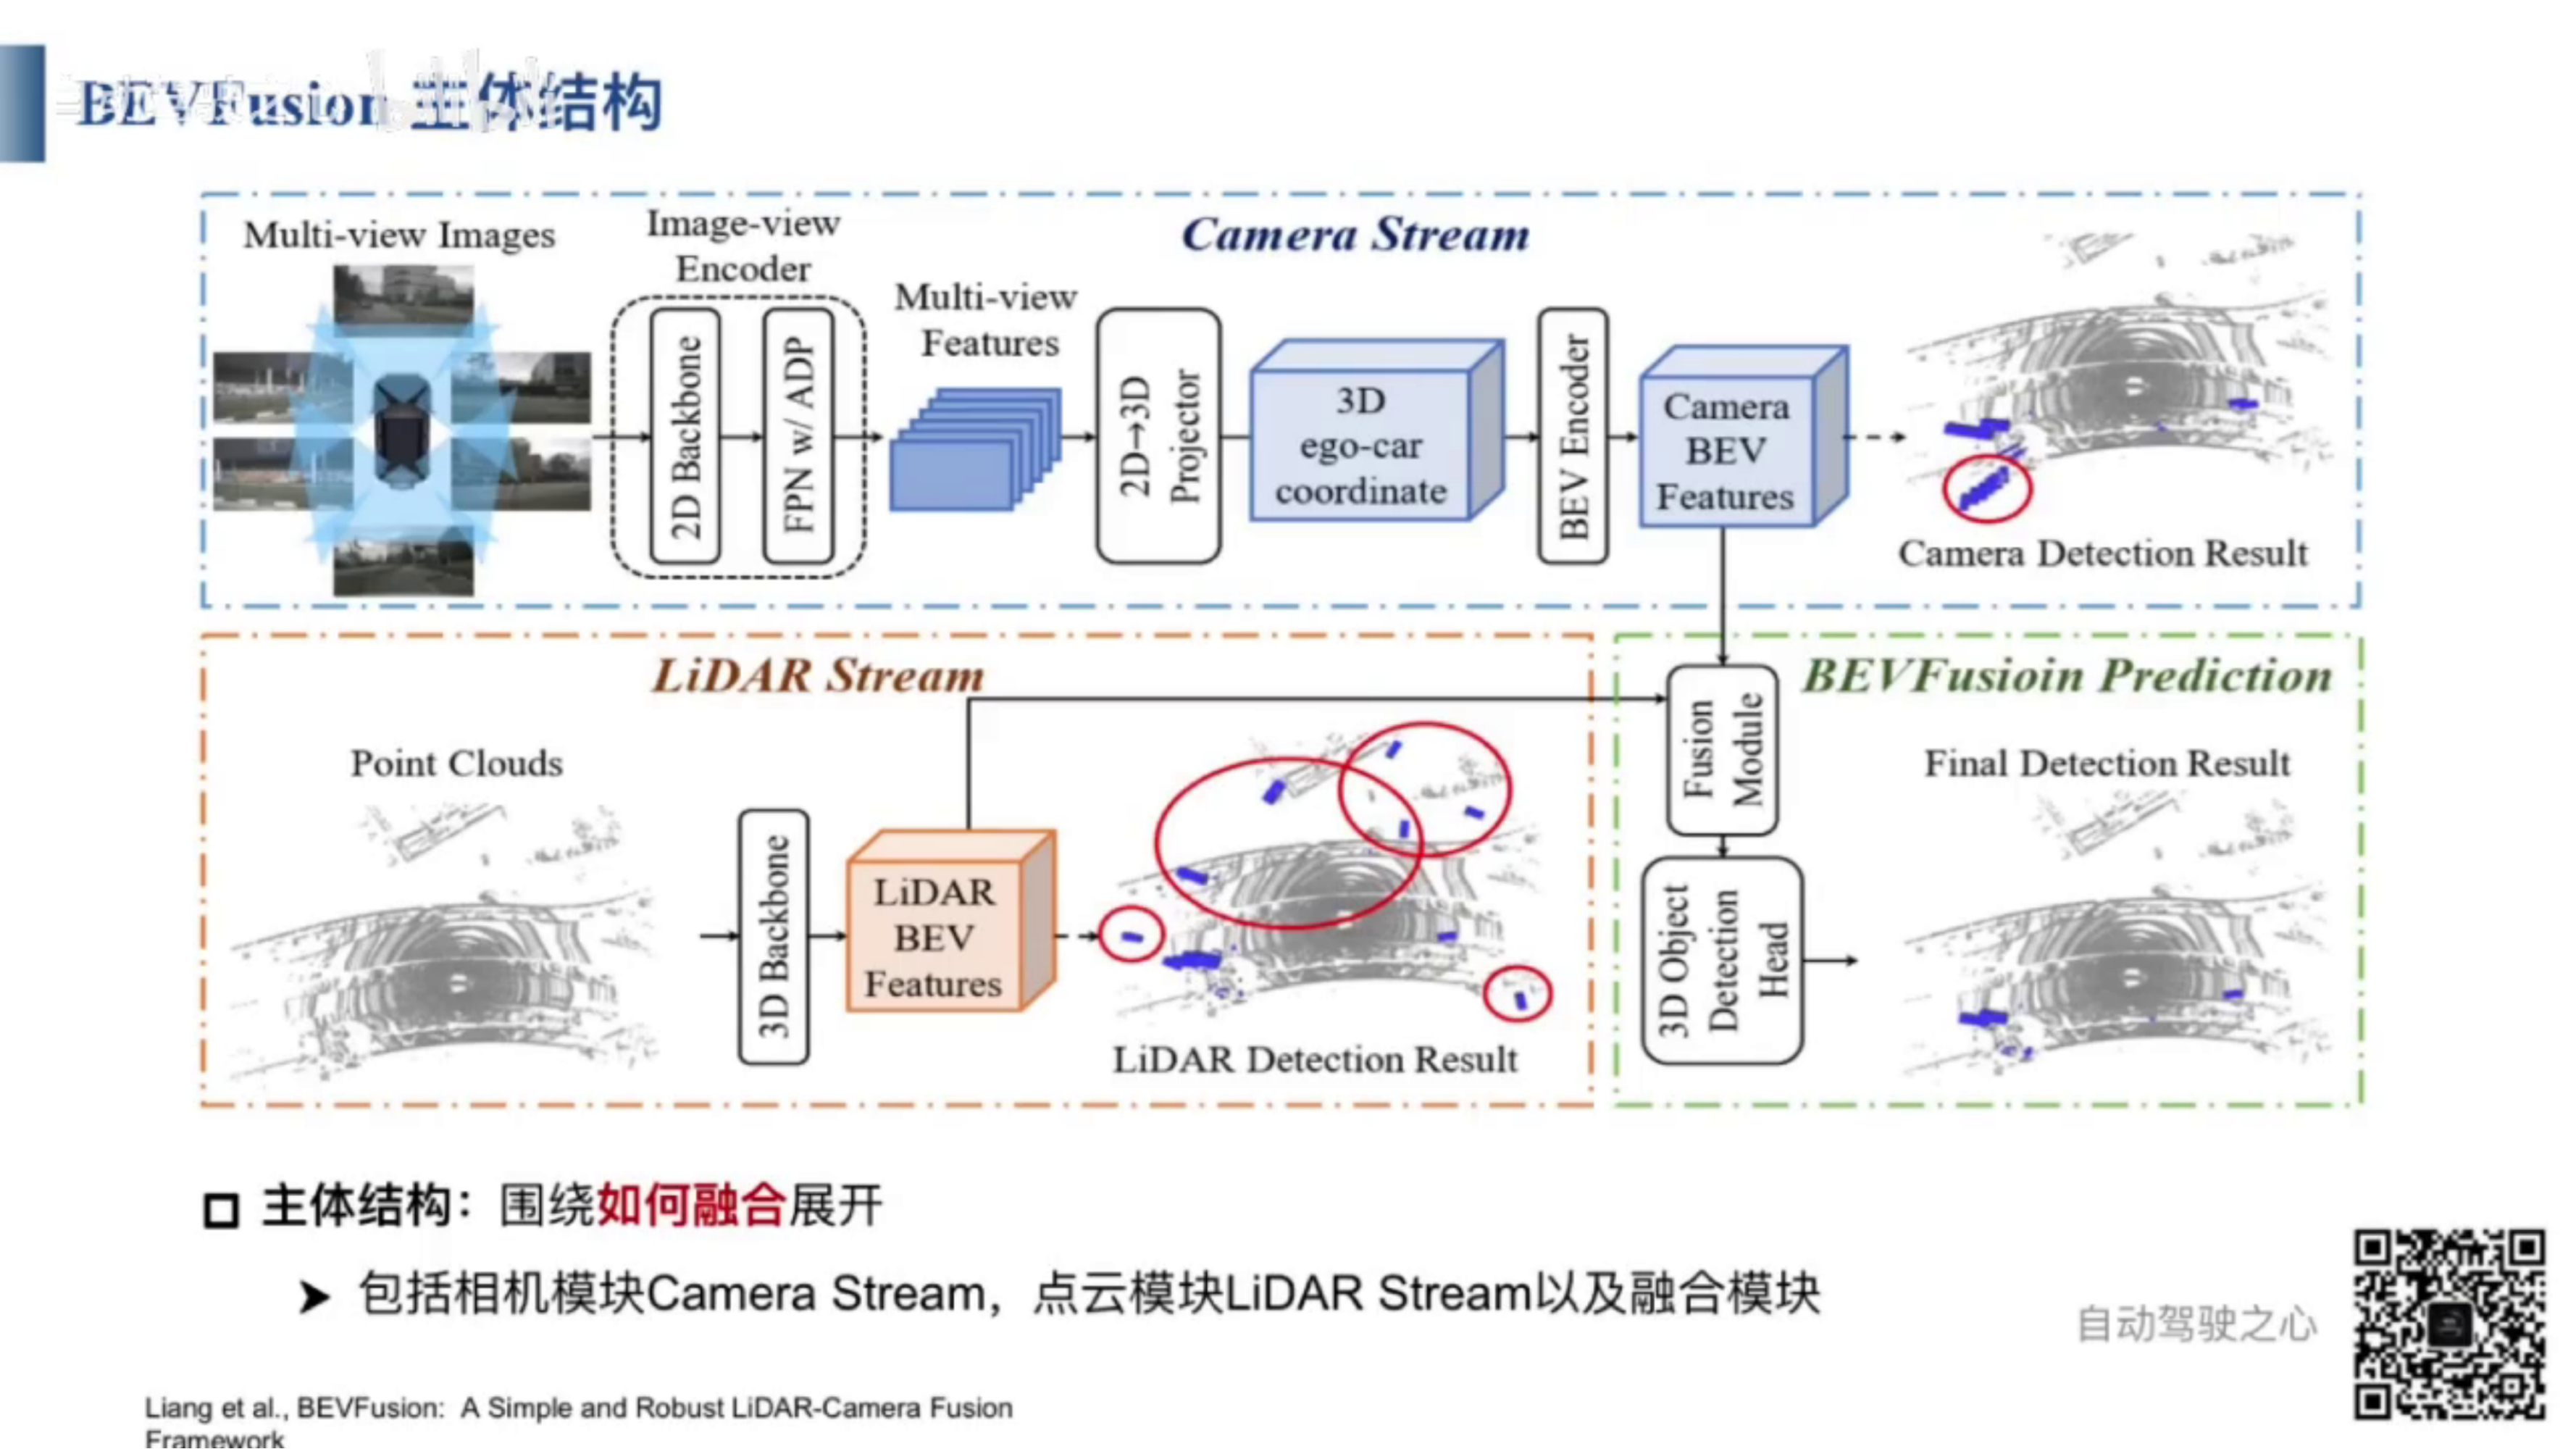 BEVFusion 主体结构
Multi-view Images
Image-view
Encoder
2D Backbone
FPN w/ ADP
Multi-view
Features
2D→3D
Projector
Camera Stream
3D
ego-car
coordinate
BEV Encoder
Camera
BEV
Features
Camera Detection Result
LiDAR Stream
Point Clouds
3D Backbone
LiDAR
BEV
Features
LiDAR Detection Result
BEVFusioin Prediction
Fusion
Module
3D Object
Detection
Head
Final Detection Result
主体结构：围绕如何融合展开
包括相机模块Camera Stream，点云模块LiDAR Stream以及融合模块
自动驾驶之心
Liang et al., BEVFusion: A Simple and Robust LiDAR-Camera Fusion
Framework